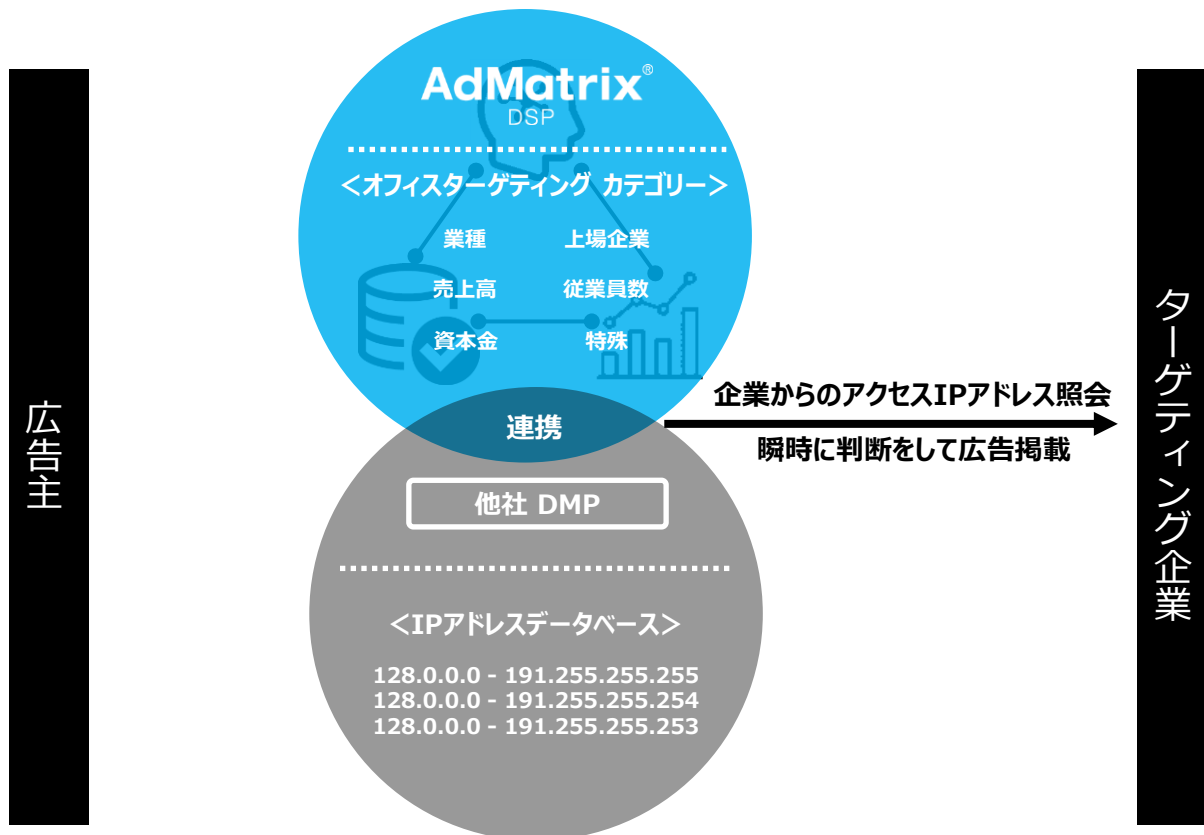 広告主
AdMatrix®
DSP
＜オフィスターゲティング カテゴリー＞
業種 上場企業
売上高 従業員数
資本金 特殊
連携
他社 DMP
＜IPアドレスデータベース＞
128.0.0.0 - 191.255.255.255
128.0.0.0 - 191.255.255.254
128.0.0.0 - 191.255.255.253
企業からのアクセスIPアドレス照会
瞬時に判断をして広告掲載
ターゲティング企業